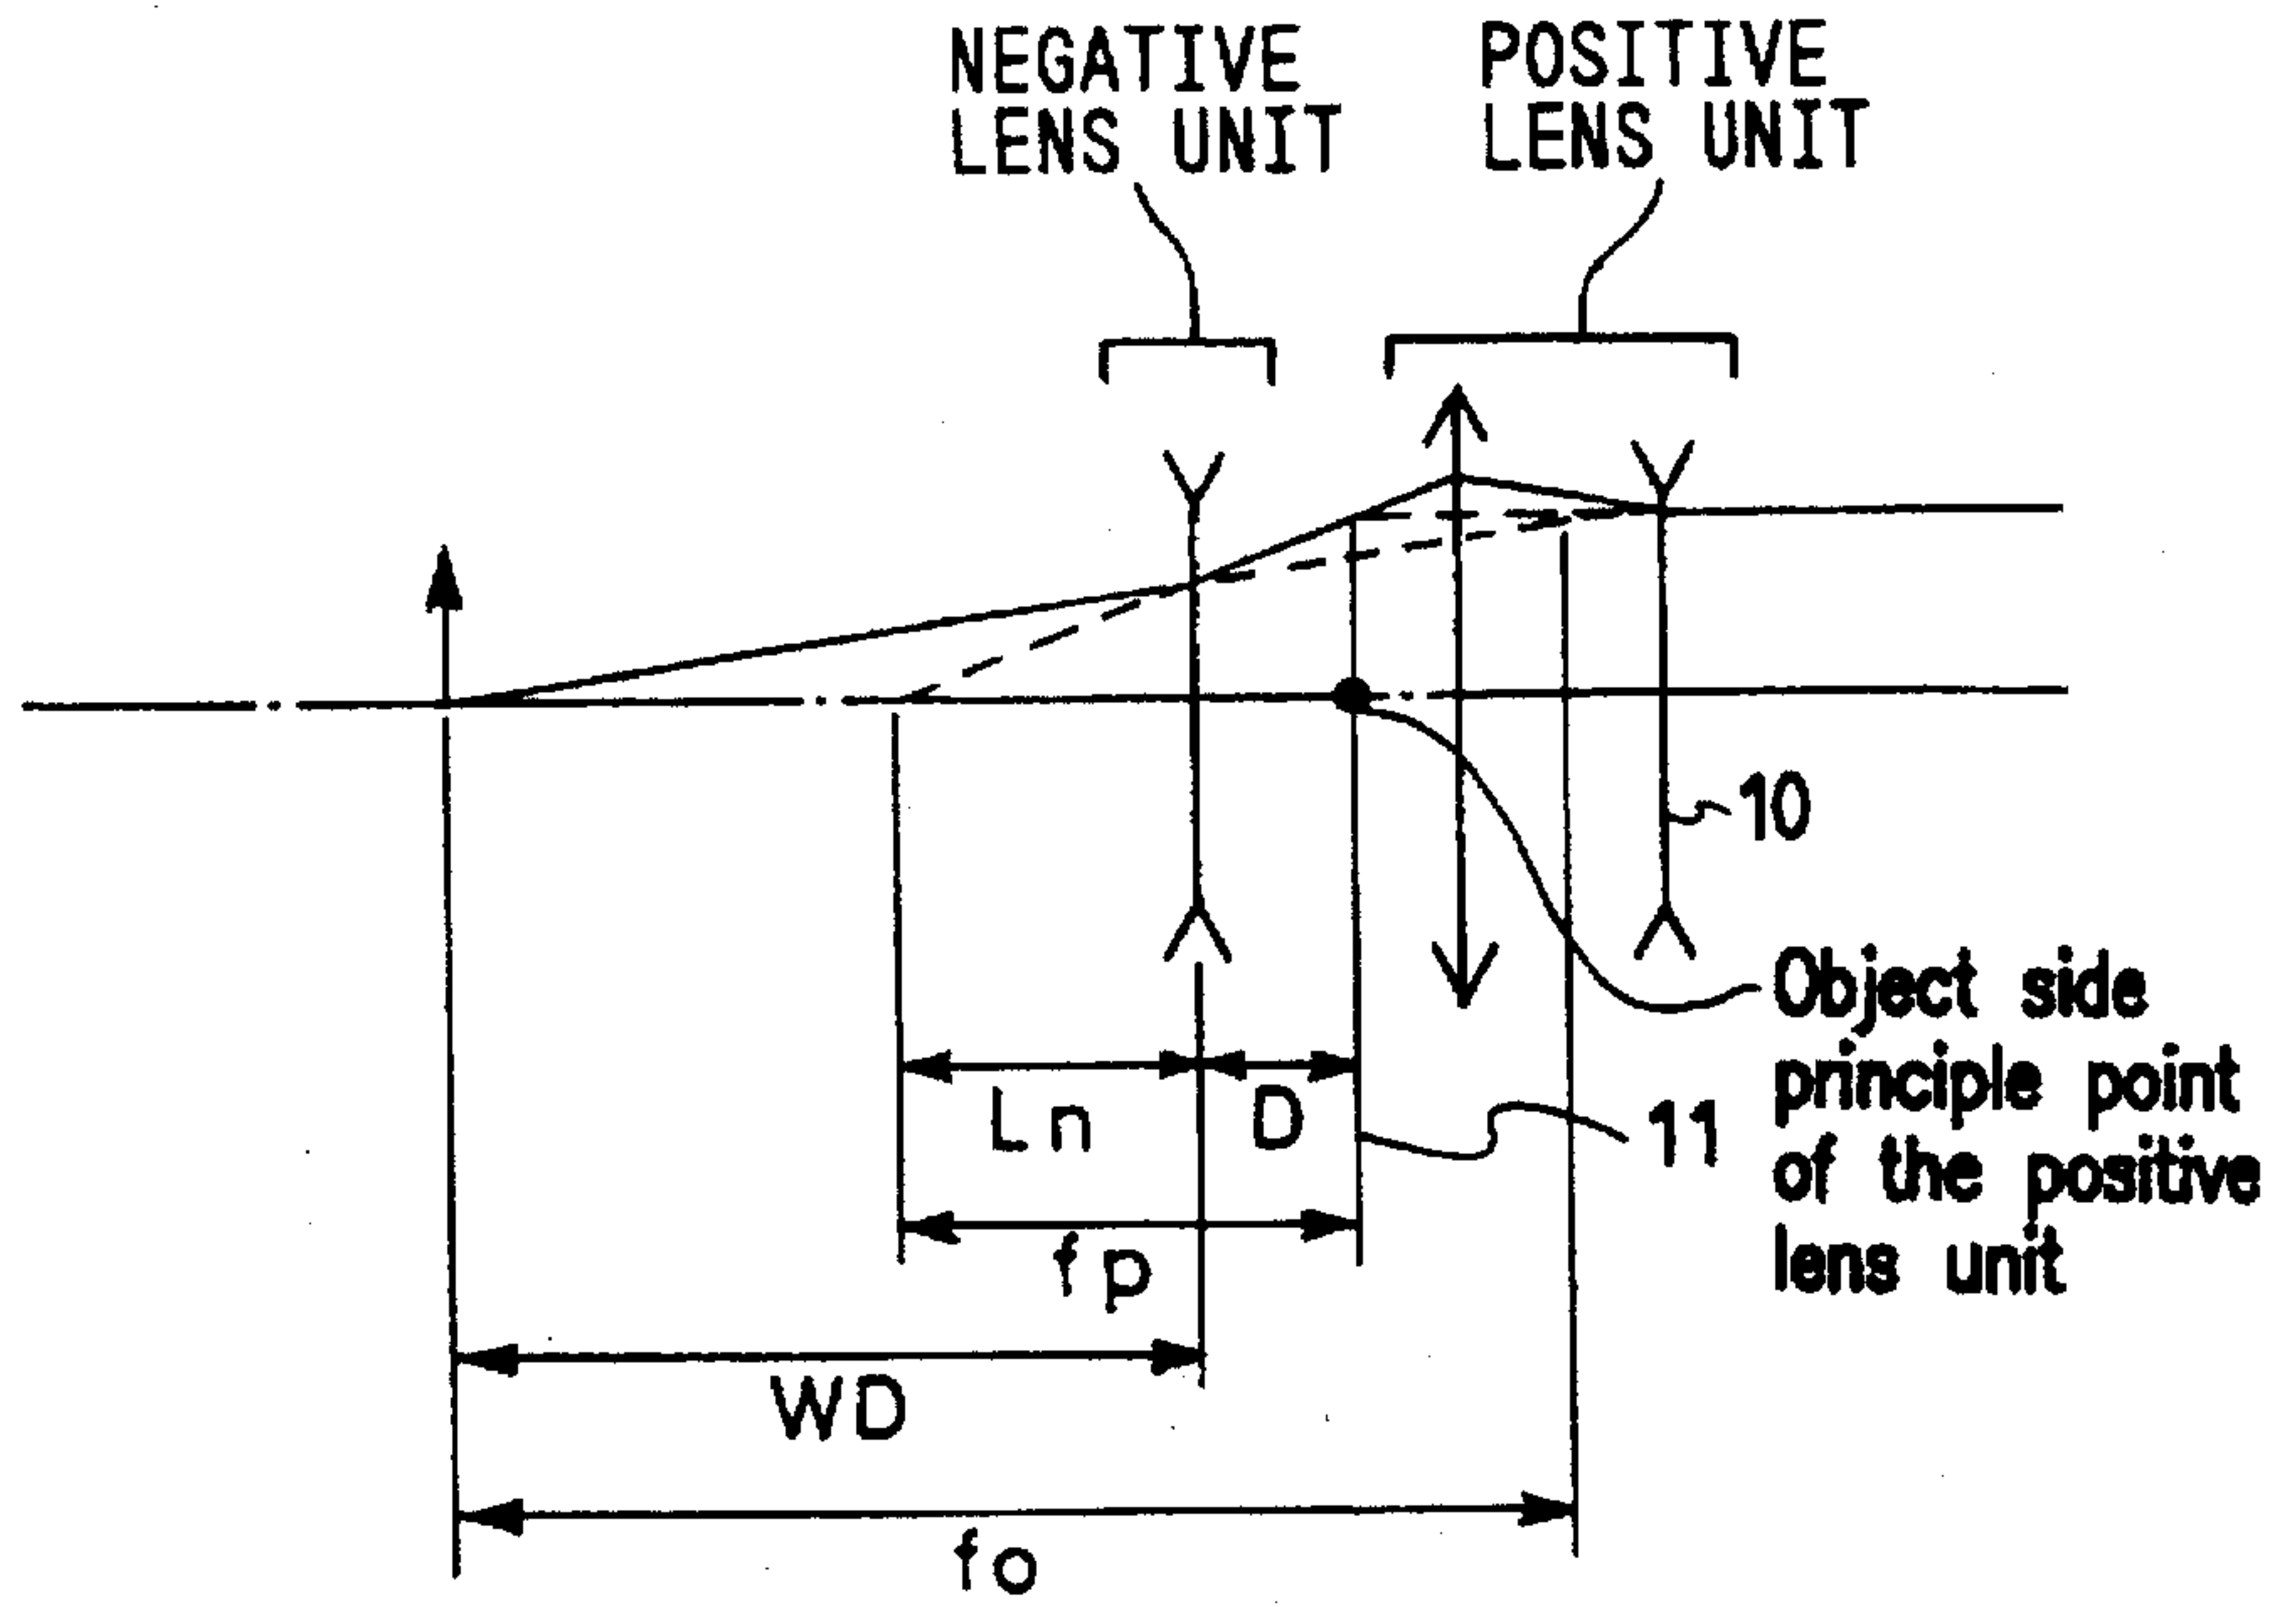 NEGATIVE
LENS UNIT
POSITIVE
LENS UNIT
10
Object side
principle point
of the positive
lens unit
Ln
D
11
fp
WD
fo